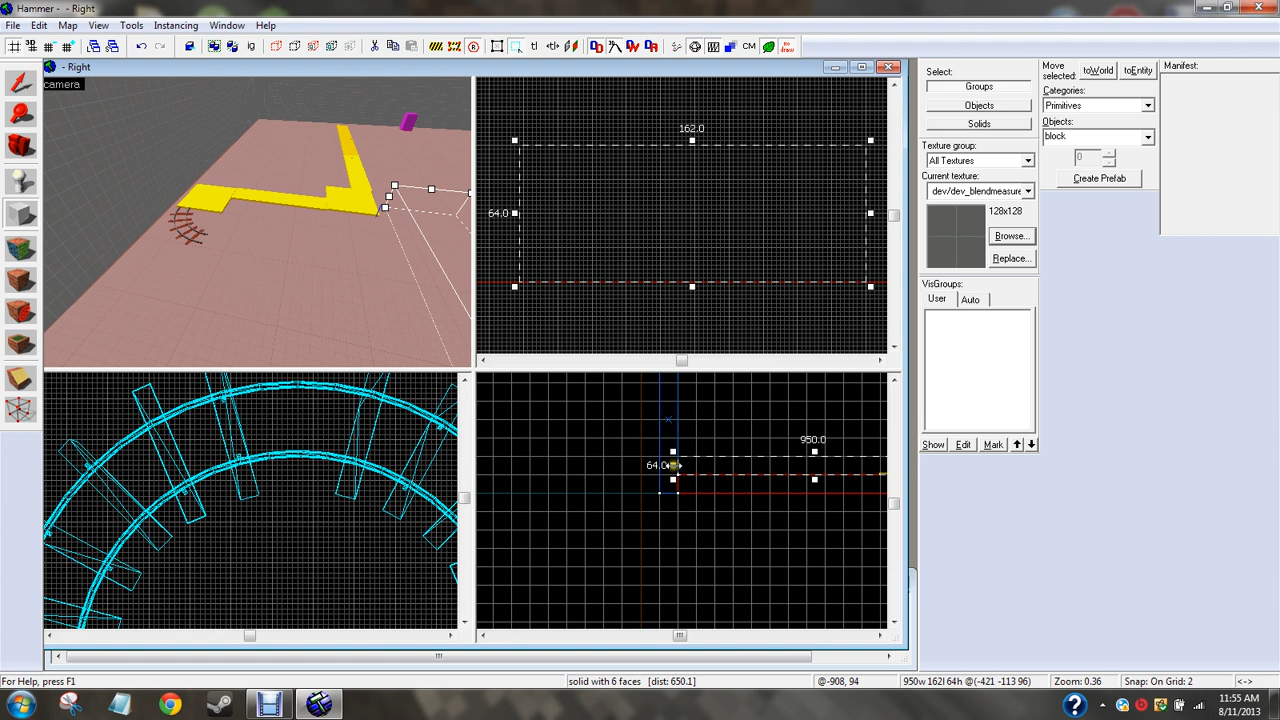 Hammer - - Right
File Edit Map View Tools Instancing Window Help
CM
- Right
camera
162.0
64.0
950.0
64.0
Select:
Groups
Objects
Solids
Texture group:
All Textures
Current texture:
dev/dev_blendmeasure
128x128
Browse...
Replace...
VisGroups:
User Auto
Show Edit Mark
Move selected: toWorld toEntity
Categories:
Primitives
Objects:
block
0
Create Prefab
Manifest:
For Help, press F1
solid with 6 faces [dist: 650.1]
@-908, 94
950w 162l 64h @(-421 -113 96)
Zoom: 0.36
Snap: On Grid: 2
<->
11:55 AM
8/11/2013